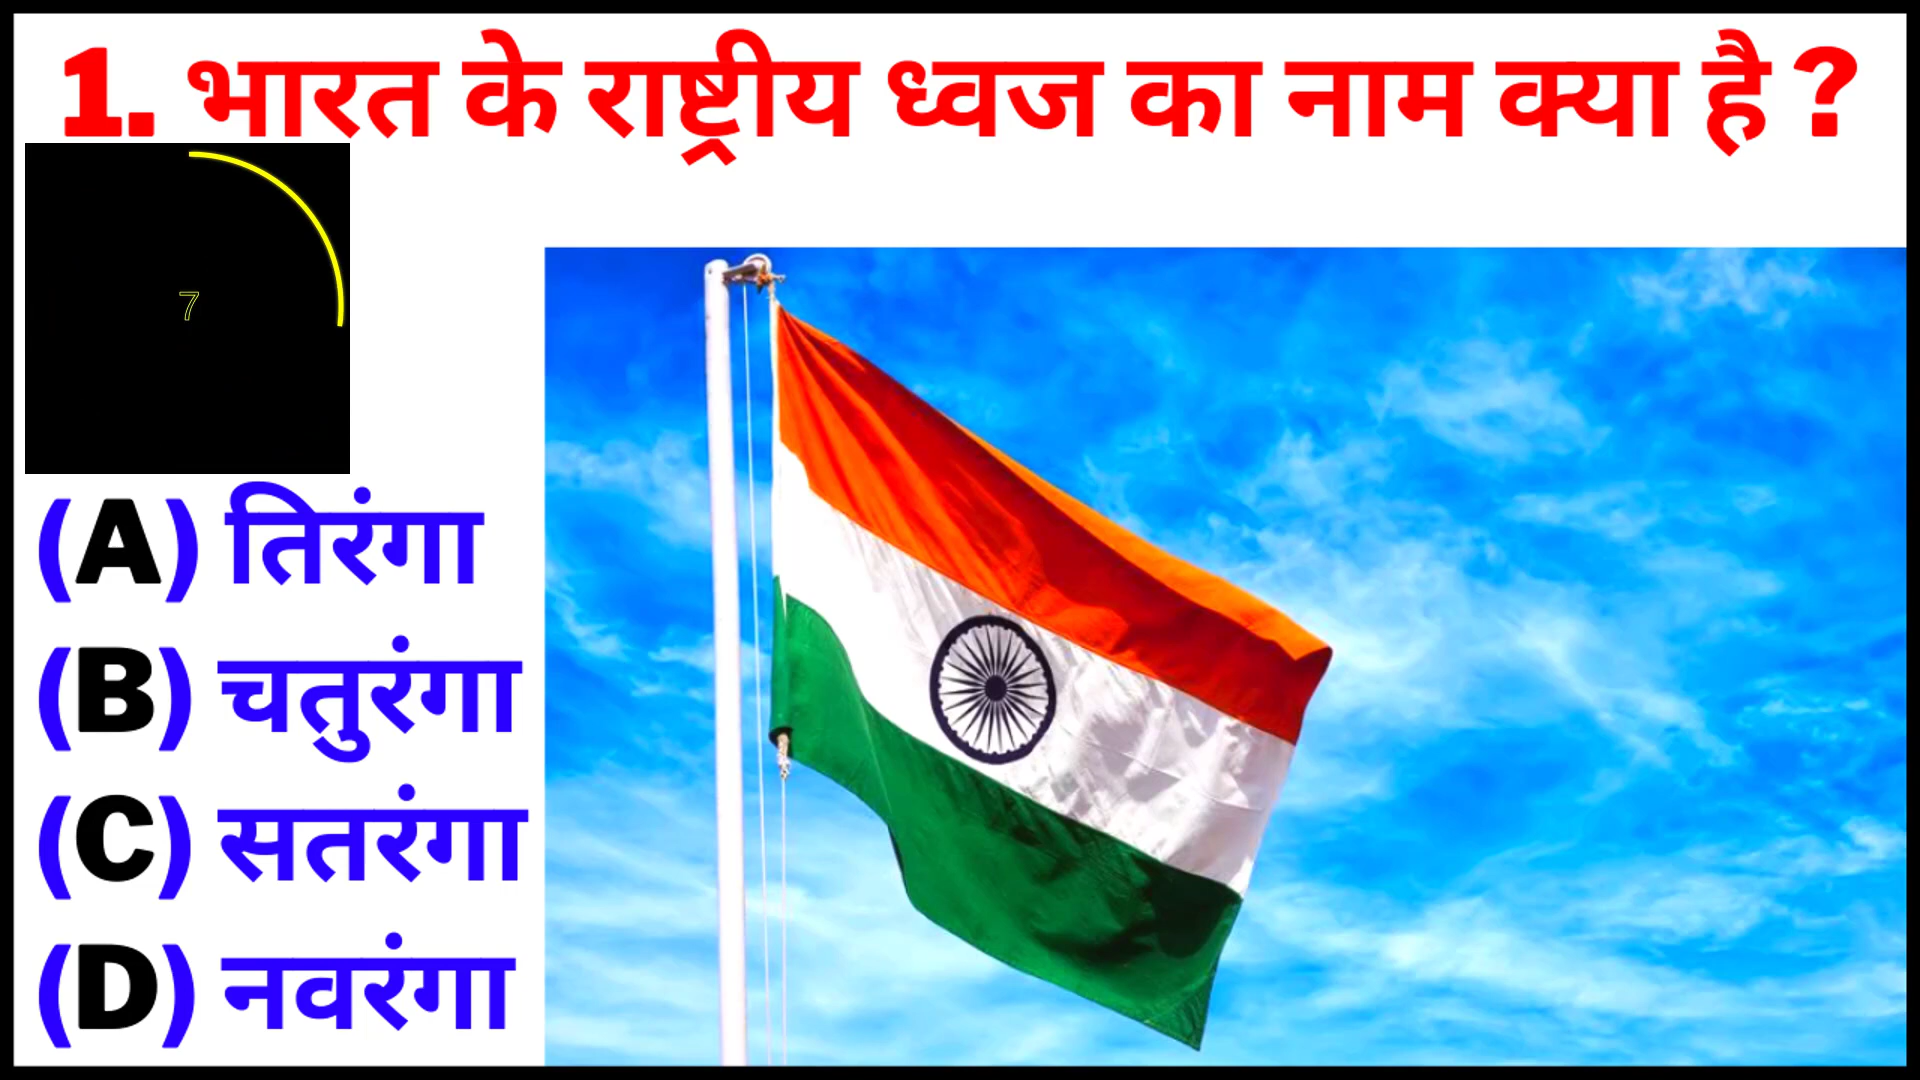 1. भारत के राष्ट्रीय ध्वज का नाम क्या है ?
7
(A) तिरंगा
(B) चतुरंगा
(C) सतरंगा
(D) नवरंगा